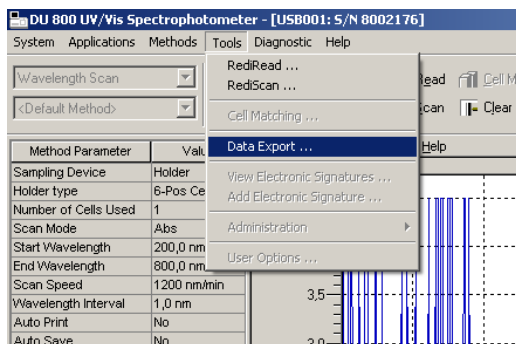 DU 800 UV/Vis Spectrophotometer - [USB001: S/N 8002176]
System Applications Methods Tools Diagnostic Help
Wavelength Scan
<Default Method>
RediRead ...
RediScan ...
Cell Matching ...
Data Export ...
View Electronic Signatures ...
Add Electronic Signature ...
Administration
User Options ...
ead Cell M
can Clear
Help
Method Parameter Valu
Sampling Device Holder
Holder type 6-Pos Ce
Number of Cells Used 1
Scan Mode Abs
Start Wavelength 200,0 nm
End Wavelength 800,0 nm
Scan Speed 1200 nm/min
Wavelength Interval 1,0 nm
Auto Print No
Auto Save No
3,5
3,0